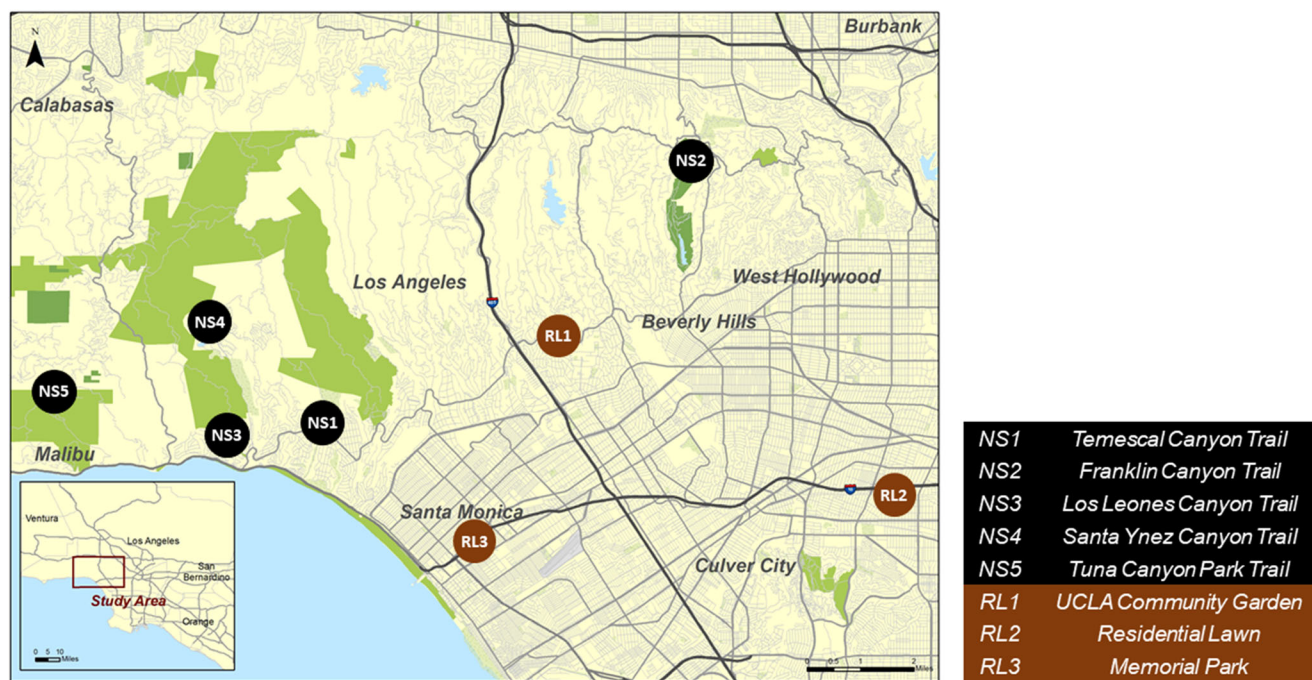 N
Burbank
Calabasas
NS2
Los Angeles
West Hollywood
NS4
Beverly Hills
RL1
NS5
NS1
NS3
Malibu
RL2
Santa Monica
RL3
Culver City
Ventura
Los Angeles
San
Bernardino
Study Area
Orange
0 5 10
Miles
0 0.5 1 2
Miles
NS1 Temescal Canyon Trail
NS2 Franklin Canyon Trail
NS3 Los Leones Canyon Trail
NS4 Santa Ynez Canyon Trail
NS5 Tuna Canyon Park Trail
RL1 UCLA Community Garden
RL2 Residential Lawn
RL3 Memorial Park